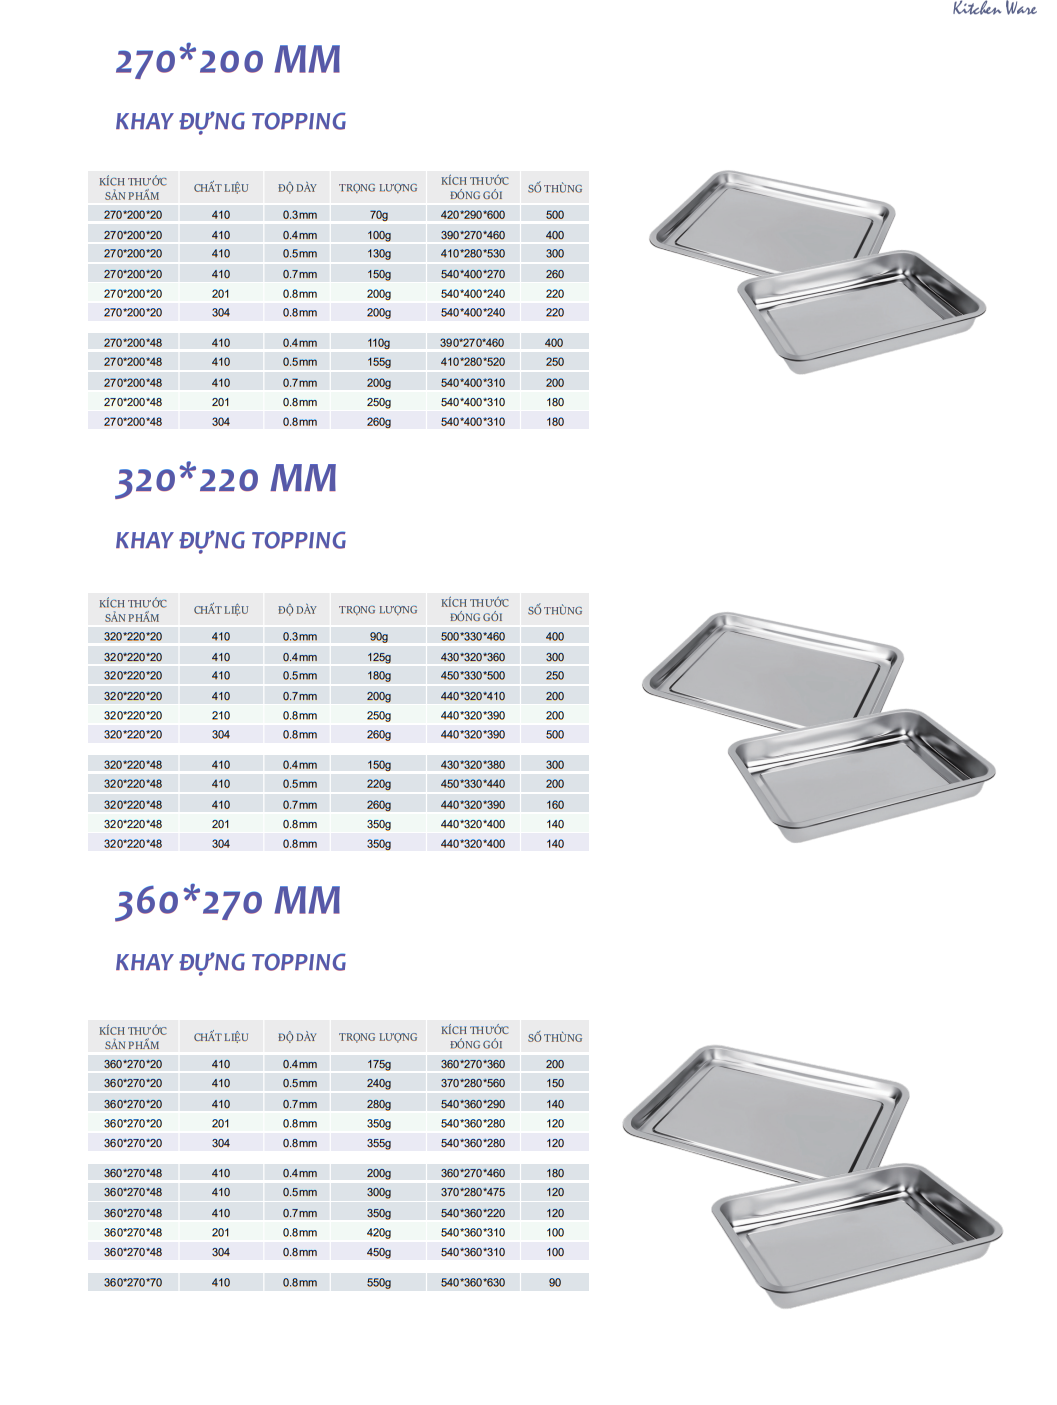 Kitchen Ware
270*200 MM
KHAY ĐỰNG TOPPING
KÍCH THƯỚC SẢN PHẨM CHẤT LIỆU ĐỘ DÀY TRỌNG LƯỢNG KÍCH THƯỚC ĐÓNG GÓI SỐ THÙNG
270*200*20 410 0.3mm 70g 420*290*600 500
270*200*20 410 0.4mm 100g 390*270*460 400
270*200*20 410 0.5mm 130g 410*280*530 300
270*200*20 410 0.7mm 150g 540*400*270 260
270*200*20 201 0.8mm 200g 540*400*240 220
270*200*20 304 0.8mm 200g 540*400*240 220
270*200*48 410 0.4mm 110g 390*270*460 400
270*200*48 410 0.5mm 155g 410*280*520 250
270*200*48 410 0.7mm 200g 540*400*310 200
270*200*48 201 0.8mm 250g 540*400*310 180
270*200*48 304 0.8mm 260g 540*400*310 180
320*220 MM
KHAY ĐỰNG TOPPING
KÍCH THƯỚC SẢN PHẨM CHẤT LIỆU ĐỘ DÀY TRỌNG LƯỢNG KÍCH THƯỚC ĐÓNG GÓI SỐ THÙNG
320*220*20 410 0.3mm 90g 500*330*460 400
320*220*20 410 0.4mm 125g 430*320*360 300
320*220*20 410 0.5mm 180g 450*330*500 250
320*220*20 410 0.7mm 200g 440*320*410 200
320*220*20 210 0.8mm 250g 440*320*390 200
320*220*20 304 0.8mm 260g 440*320*390 500
320*220*48 410 0.4mm 150g 430*320*380 300
320*220*48 410 0.5mm 220g 450*330*440 200
320*220*48 410 0.7mm 260g 440*320*390 160
320*220*48 201 0.8mm 350g 440*320*400 140
320*220*48 304 0.8mm 350g 440*320*400 140
360*270 MM
KHAY ĐỰNG TOPPING
KÍCH THƯỚC SẢN PHẨM CHẤT LIỆU ĐỘ DÀY TRỌNG LƯỢNG KÍCH THƯỚC ĐÓNG GÓI SỐ THÙNG
360*270*20 410 0.4mm 175g 360*270*360 200
360*270*20 410 0.5mm 240g 370*280*560 150
360*270*20 410 0.7mm 280g 540*360*290 140
360*270*20 201 0.8mm 350g 540*360*280 120
360*270*20 304 0.8mm 355g 540*360*280 120
360*270*48 410 0.4mm 200g 360*270*460 180
360*270*48 410 0.5mm 300g 370*280*475 120
360*270*48 410 0.7mm 350g 540*360*220 120
360*270*48 201 0.8mm 420g 540*360*310 100
360*270*48 304 0.8mm 450g 540*360*310 100
360*270*70 410 0.8mm 550g 540*360*630 90